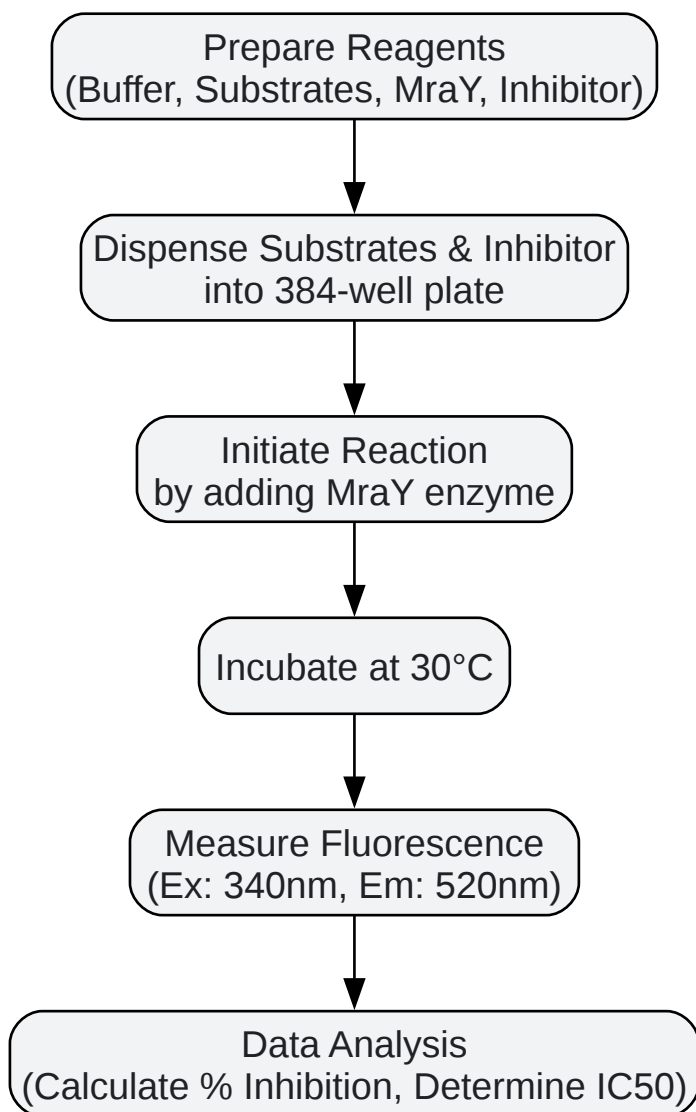 Prepare Reagents
(Buffer, Substrates, MraY, Inhibitor)
Dispense Substrates & Inhibitor
into 384-well plate
Initiate Reaction
by adding MraY enzyme
Incubate at 30°C
Measure Fluorescence
(Ex: 340nm, Em: 520nm)
Data Analysis
(Calculate % Inhibition, Determine IC50)